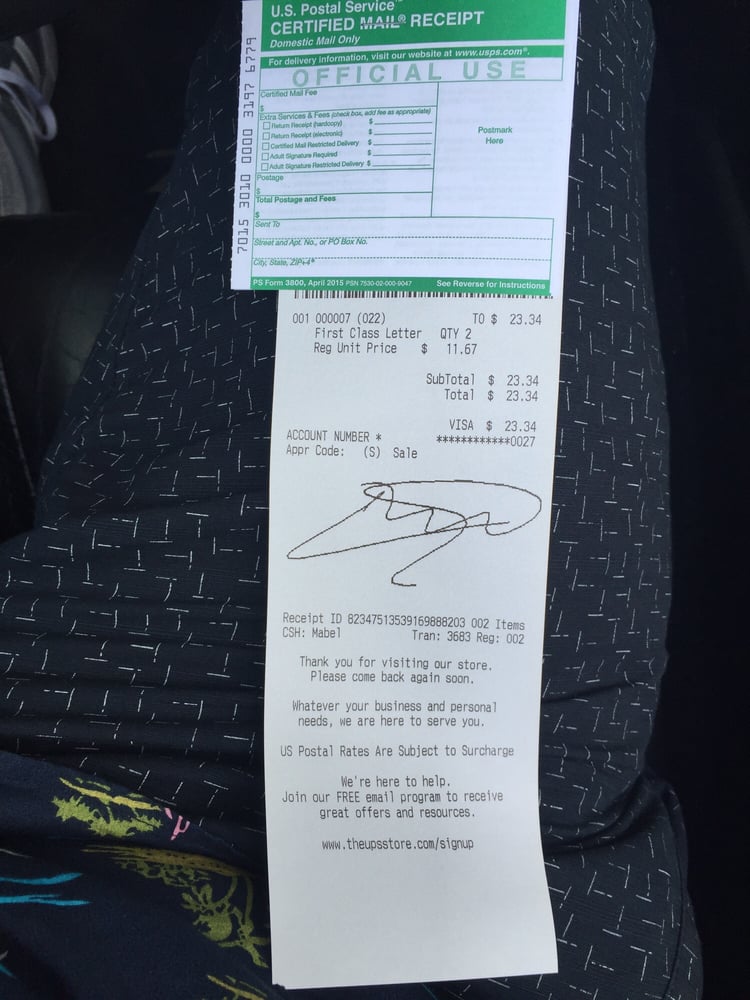 U.S. Postal Service™
CERTIFIED MAIL® RECEIPT
Domestic Mail Only
For delivery information, visit our website at www.usps.com®.
OFFICIAL USE
Certified Mail Fee
$
Extra Services & Fees (check box, add fee as appropriate)
Return Receipt (hardcopy) $
Return Receipt (electronic) $
Certified Mail Restricted Delivery $
Adult Signature Required $
Adult Signature Restricted Delivery $
Postmark
Here
Postage
$
Total Postage and Fees
$
Sent To
Street and Apt. No., or PO Box No.
City, State, ZIP+4®
PS Form 3800, April 2015 PSN 7530-02-000-9047 See Reverse for Instructions
7015 3010 0000 3197 6779
001 000007 (022) TO $ 23.34
First Class Letter QTY 2
Reg Unit Price $ 11.67
SubTotal $ 23.34
Total $ 23.34
VISA $ 23.34
ACCOUNT NUMBER * ************0027
Appr Code: (S) Sale
Receipt ID 82347513539169888203 002 Items
CSH: Mabel Tran: 3683 Reg: 002
Thank you for visiting our store.
Please come back again soon.
Whatever your business and personal
needs, we are here to serve you.
US Postal Rates Are Subject to Surcharge
We're here to help.
Join our FREE email program to receive
great offers and resources.
www.theupsstore.com/signup